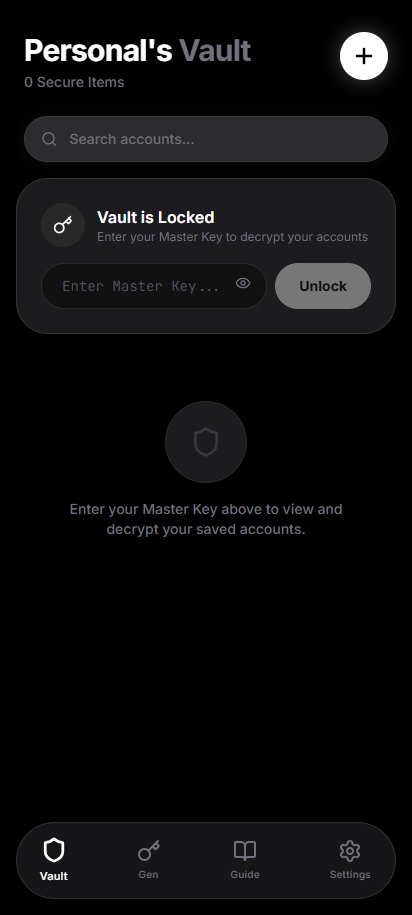 Personal's Vault
0 Secure Items
Search accounts...
Vault is Locked
Enter your Master Key to decrypt your accounts
Enter Master Key...
Unlock
Enter your Master Key above to view and
decrypt your saved accounts.
Vault
Gen
Guide
Settings